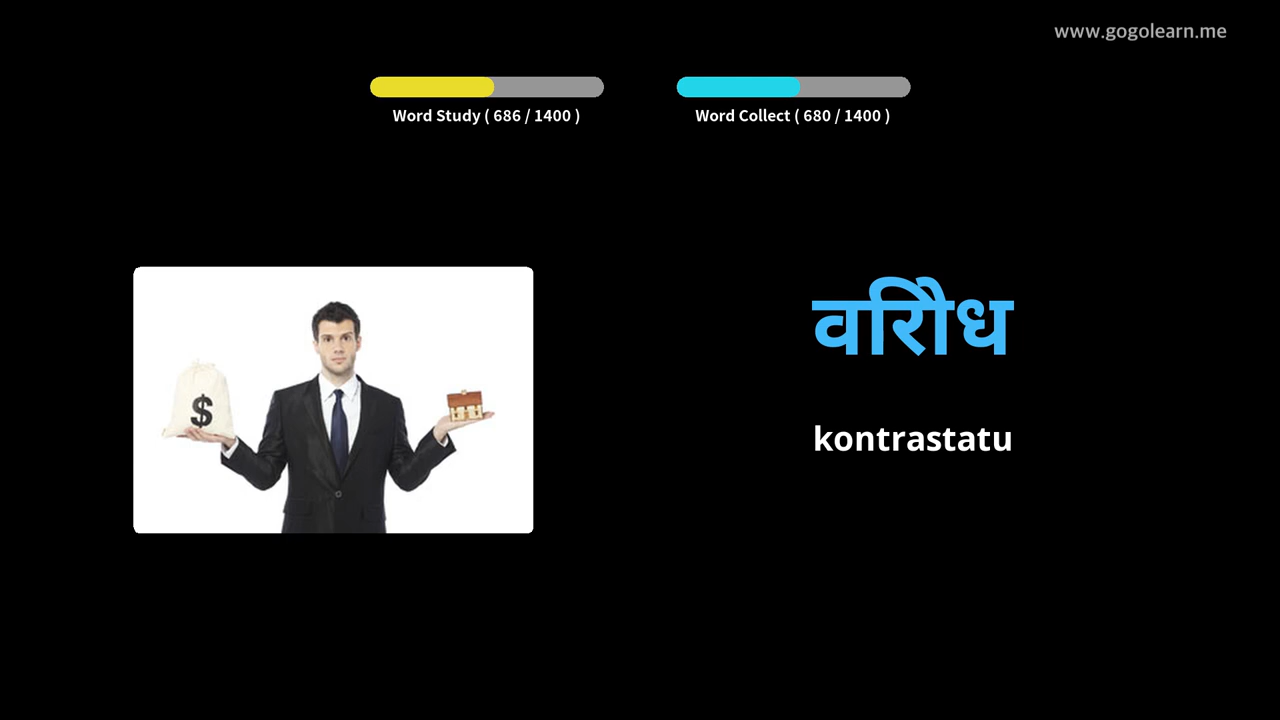 www.gogolearn.me
Word Study ( 686 / 1400 )
Word Collect ( 680 / 1400 )
$
वरिोध
kontrastatu